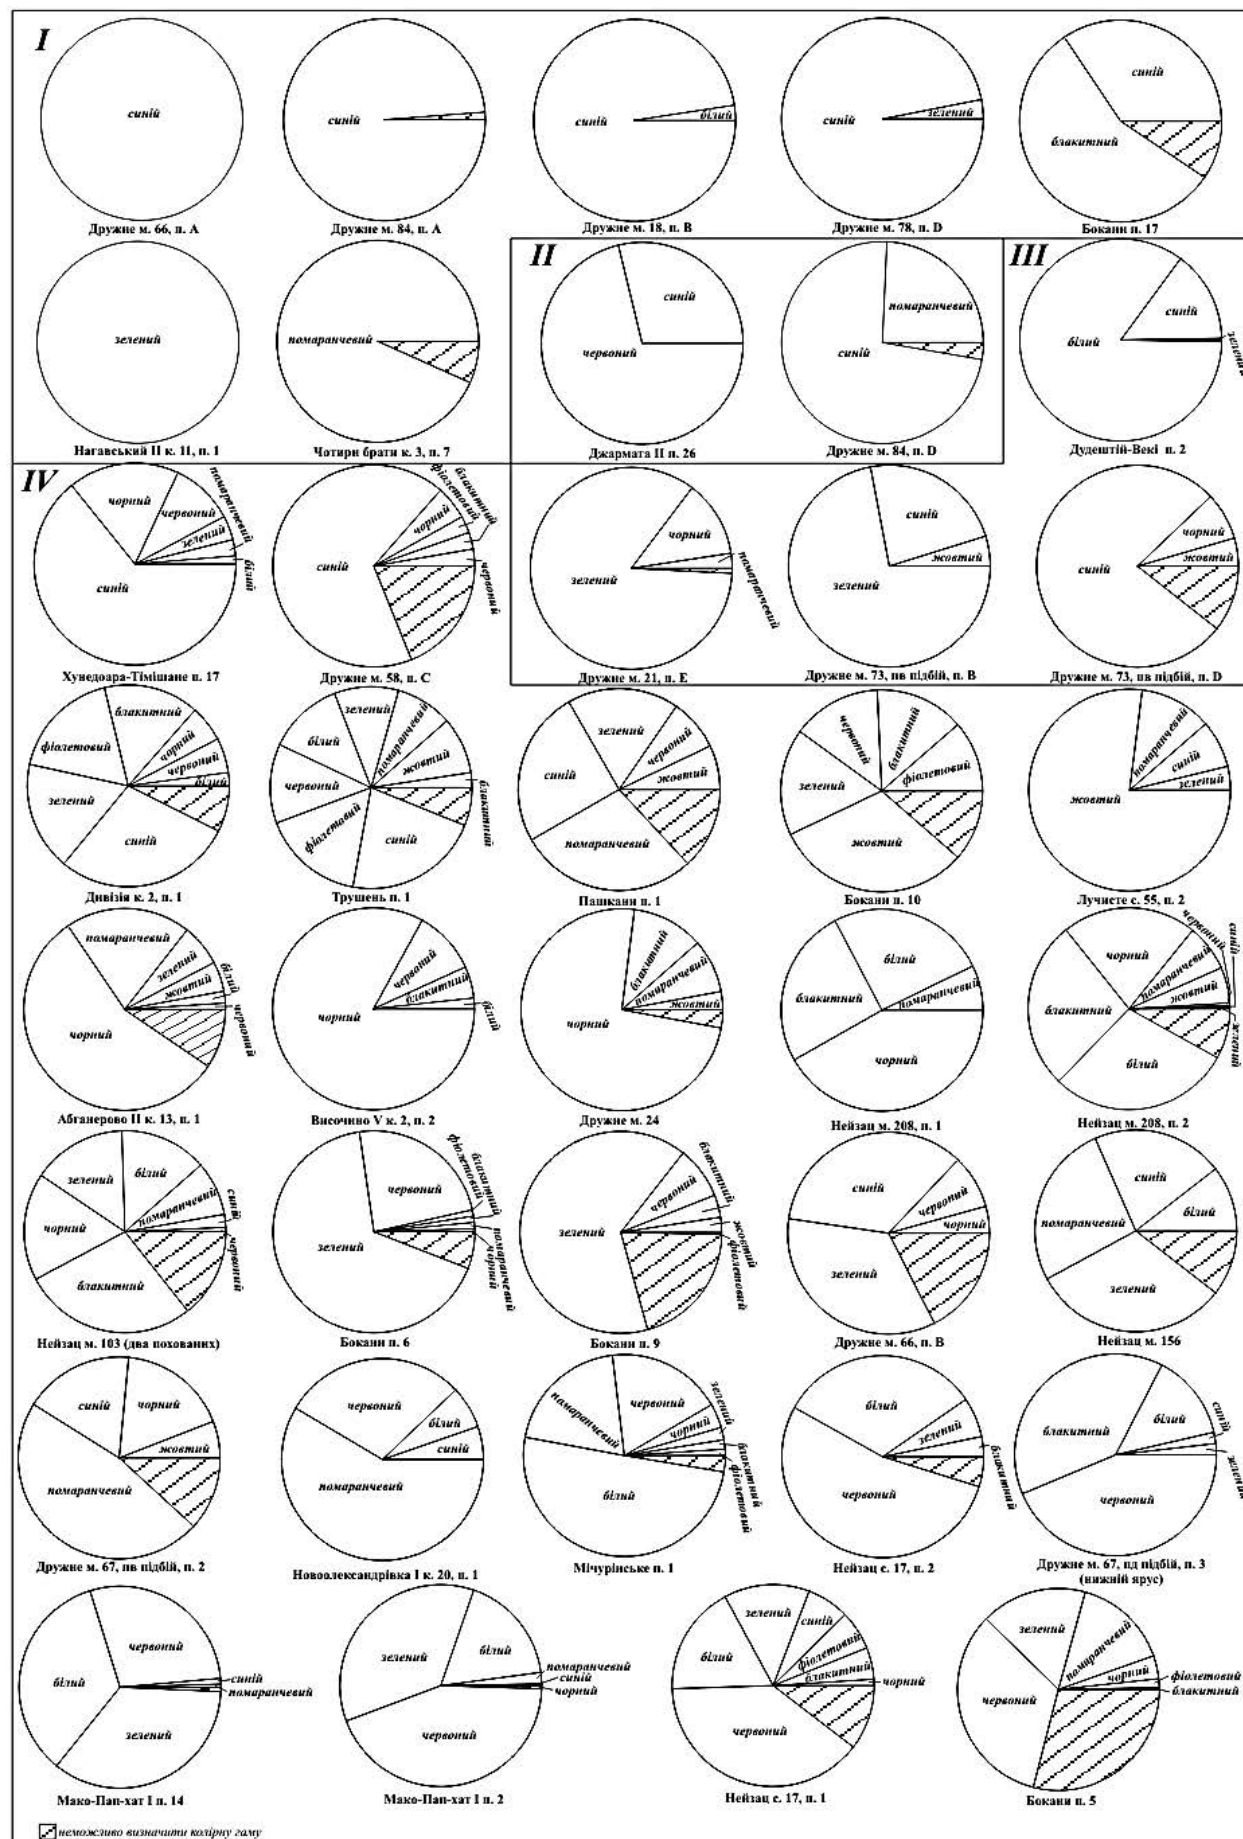 I
синій
Дружне м. 66, п. А
синій
Дружне м. 84, п. А
синій
білий
Дружне м. 18, п. В
синій
зелений
Дружне м. 78, п. D
синій
блакитний
Бокани п. 17
зелений
Нагавський II к. 11, п. 1
помаранчевий
Чотири брати к. 3, п. 7
II
синій
червоний
Джармата II п. 26
помаранчевий
синій
Дружне м. 84, п. D
III
синій
білий
зелений
Дудештій-Векі п. 2
IV
чорний
червоний
помаранчевий
зелений
білий
синій
Хунедоара-Тімішане п. 17
фіолетовий
блакитний
чорний
синій
червоний
Дружне м. 58, п. С
чорний
зелений
помаранчевий
Дружне м. 21, п. Е
синій
жовтий
зелений
Дружне м. 73, пв підбій, п. В
чорний
жовтий
синій
Дружне м. 73, пв підбій, п. D
блакитний
фіолетовий
чорний
червоний
білий
зелений
синій
Дивізія к. 2, п. 1
зелений
помаранчевий
білий
жовтий
червоний
блакитний
фіолетовий
синій
Трушень п. 1
зелений
червоний
синій
жовтий
помаранчевий
Пашкани п. 1
червоний
блакитний
зелений
фіолетовий
жовтий
Бокани п. 10
помаранчевий
синій
зелений
жовтий
Лучисте с. 55, п. 2
помаранчевий
зелений
білий
жовтий
червоний
чорний
Абганерово II к. 13, п. 1
червоний
блакитний
білий
чорний
Височино V к. 2, п. 2
блакитний
помаранчевий
жовтий
чорний
Дружне м. 24
білий
блакитний
помаранчевий
чорний
Нейзац м. 208, п. 1
червоний
синій
чорний
помаранчевий
жовтий
блакитний
зелений
білий
Нейзац м. 208, п. 2
зелений
білий
помаранчевий
синій
чорний
червоний
блакитний
Нейзац м. 103 (два похованих)
червоний
фіолетовий
блакитний
помаранчевий
чорний
зелений
Бокани п. 6
блакитний
червоний
зелений
жовтий
фіолетовий
Бокани п. 9
синій
червоний
чорний
зелений
Дружне м. 66, п. В
синій
білий
помаранчевий
зелений
Нейзац м. 156
синій
чорний
жовтий
помаранчевий
Дружне м. 67, пв підбій, п. 2
червоний
білий
синій
помаранчевий
Новоолександрівка I к. 20, п. 1
помаранчевий
червоний
зелений
чорний
блакитний
фіолетовий
білий
Мічурінське п. 1
білий
зелений
блакитний
червоний
Нейзац с. 17, п. 2
блакитний
білий
синій
зелений
червоний
Дружне м. 67, пд підбій, п. 3
(нижній ярус)
червоний
білий
синій
помаранчевий
зелений
Мако-Пап-хат I п. 14
зелений
білий
помаранчевий
синій
чорний
червоний
Мако-Пап-хат I п. 2
зелений
синій
білий
фіолетовий
блакитний
чорний
червоний
Нейзац с. 17, п. 1
зелений
помаранчевий
чорний
фіолетовий
блакитний
червоний
Бокани п. 5
неможливо визначити колірну гаму